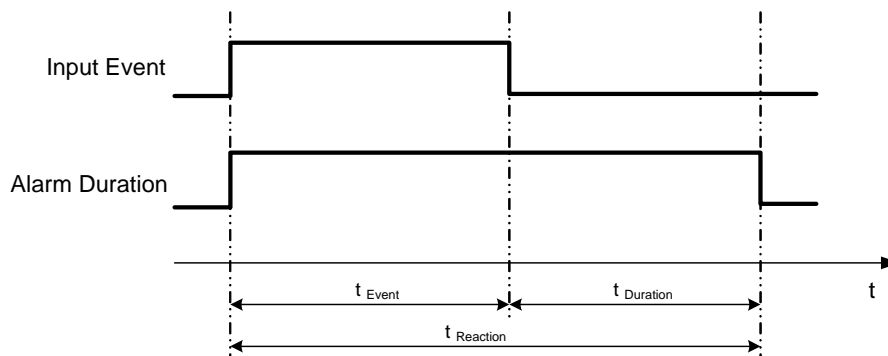 Input Event
Alarm Duration
t
t Event
t Duration
t Reaction